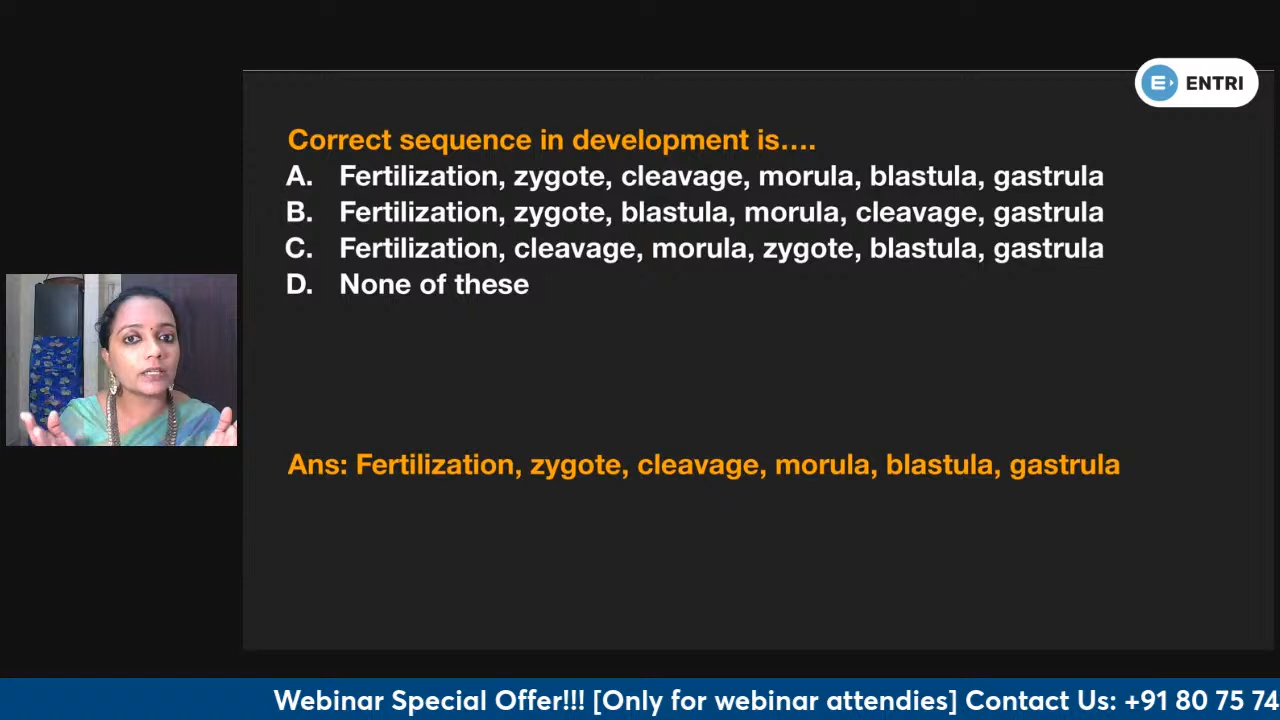 ENTRI
Correct sequence in development is....
A. Fertilization, zygote, cleavage, morula, blastula, gastrula
B. Fertilization, zygote, blastula, morula, cleavage, gastrula
C. Fertilization, cleavage, morula, zygote, blastula, gastrula
D. None of these
Ans: Fertilization, zygote, cleavage, morula, blastula, gastrula
Webinar Special Offer!!! [Only for webinar attendies] Contact Us: +91 80 75 74